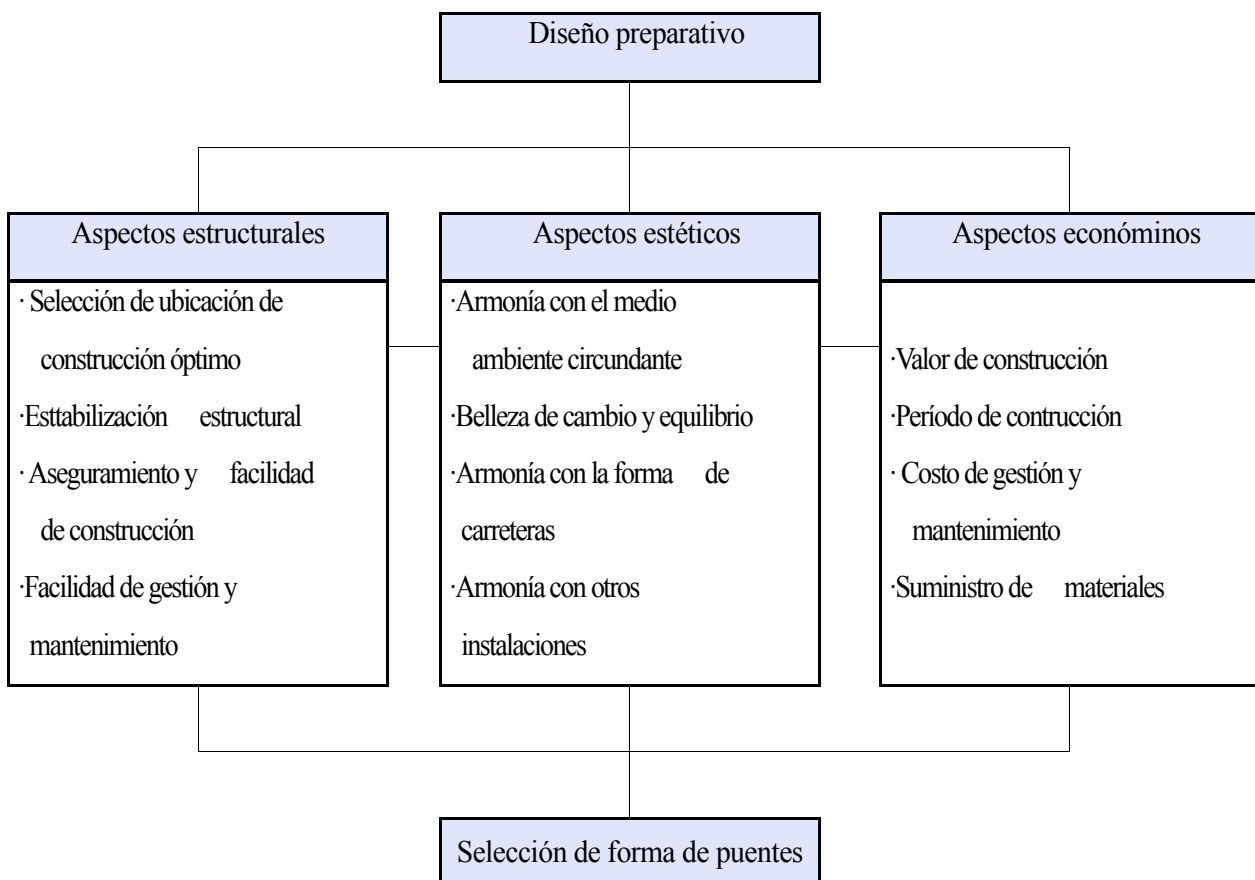 Diseño preparativo
Aspectos estructurales
· Selección de ubicación de
construcción óptimo
·Esttabilización estructural
· Aseguramiento y facilidad
de construcción
·Facilidad de gestión y
mantenimiento
Aspectos estéticos
·Armonía con el medio
ambiente circundante
·Belleza de cambio y equilibrio
·Armonía con la forma de
carreteras
·Armonía con otros
instalaciones
Aspectos económinos
·Valor de construcción
·Período de contrucción
· Costo de gestión y
mantenimiento
·Suministro de materiales
Selección de forma de puentes